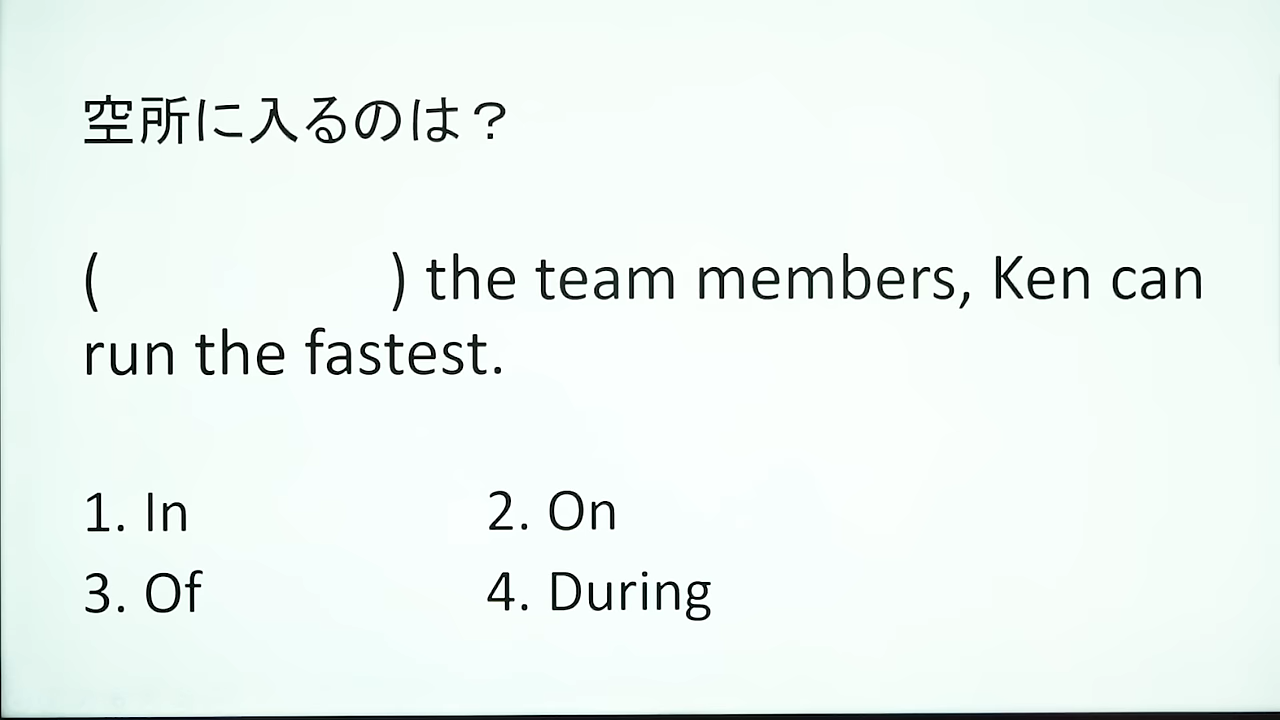 空所に入るのは？
(                ) the team members, Ken can
run the fastest.
1. In 2. On
3. Of 4. During